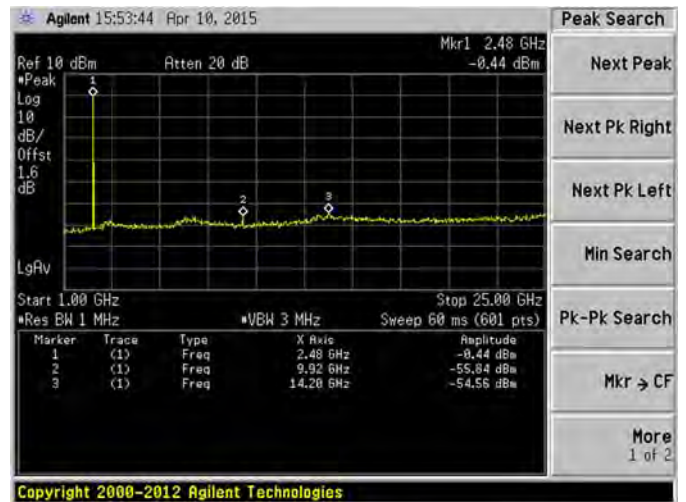 Agilent 15:53:44 Apr 10, 2015
Peak Search
Mkr1 2.48 GHz
Ref 10 dBm Atten 20 dB -0.44 dBm
Next Peak
*Peak
Log
10
dB/
Offst
1.6
dB
1
2
3
Next Pk Right
Next Pk Left
LgAv
Min Search
Start 1.00 GHz Stop 25.00 GHz
*Res BW 1 MHz *VBW 3 MHz Sweep 60 ms (601 pts)
Pk-Pk Search
Marker Trace Type X Axis Amplitude
1 (1) Freq 2.48 GHz -0.44 dBm
2 (1) Freq 9.92 GHz -55.84 dBm
3 (1) Freq 14.20 GHz -54.56 dBm
Mkr → CF
More
1 of 2
Copyright 2000-2012 Agilent Technologies